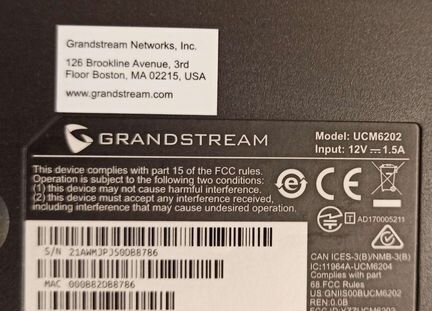 Grandstream Networks, Inc.
126 Brookline Avenue, 3rd
Floor Boston, MA 02215, USA
www.grandstream.com
GRANDSTREAM
Model: UCM6202
Input: 12V⎓1.5A
This device complies with part 15 of the FCC rules.
Operation is subject to the following two conditions:
(1) this device may not cause harmful interference.
(2) this device must accept any interference received,
including interference that may cause undesired operation.
CE
T AD170005211
S/N 21AWMJPJ50DB8786
MAC 000B82DB8786
CAN ICES-3(B)/NMB-3(B)
IC:11964A-UCM6204
Complies with part
68 FCC Rules
US:GNIIS00BUCM6200
REN:0.0B